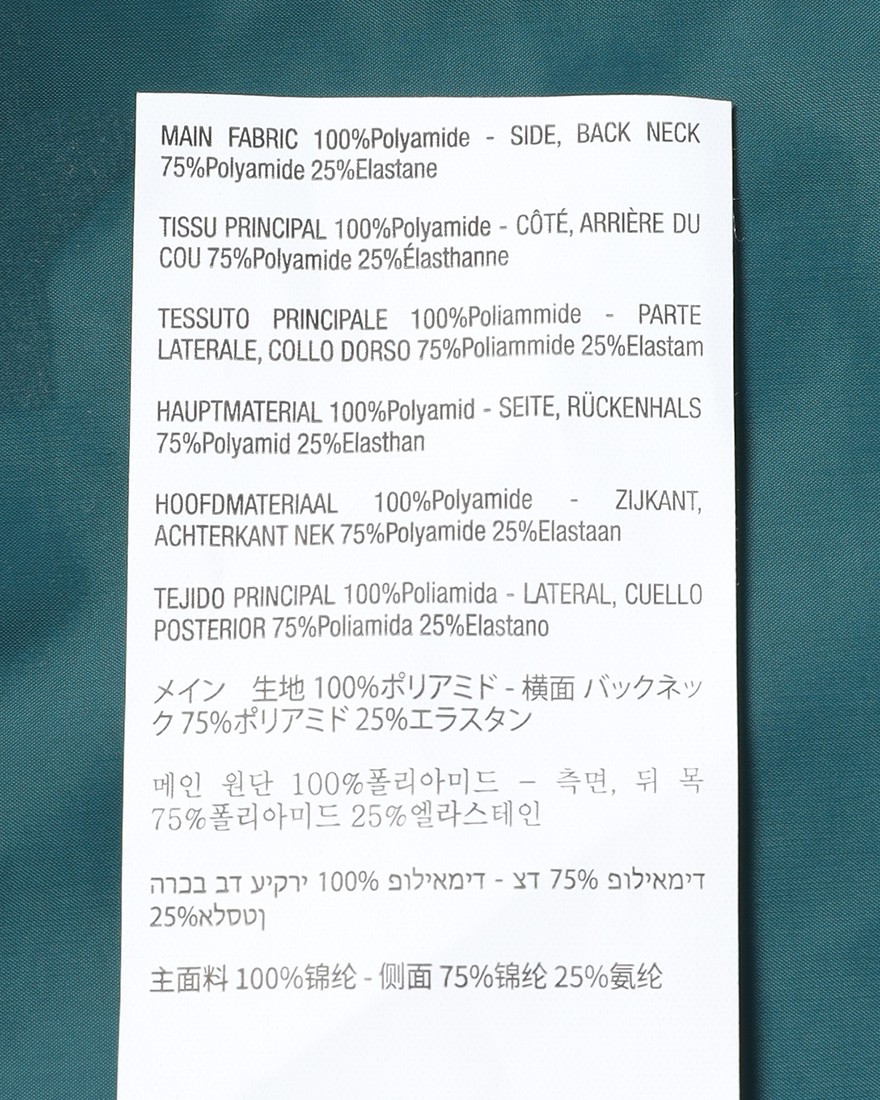 MAIN FABRIC 100%Polyamide - SIDE, BACK NECK
75%Polyamide 25%Elastane
TISSU PRINCIPAL 100%Polyamide - CÔTÉ, ARRIÈRE DU
COU 75%Polyamide 25%Élasthanne
TESSUTO PRINCIPALE 100%Poliammide - PARTE
LATERALE, COLLO DORSO 75%Poliammide 25%Elastam
HAUPTMATERIAL 100%Polyamid - SEITE, RÜCKENHALS
75%Polyamid 25%Elasthan
HOOFDMATERIAAL 100%Polyamide - ZIJKANT,
ACHTERKANT NEK 75%Polyamide 25%Elastaan
TEJIDO PRINCIPAL 100%Poliamida - LATERAL, CUELLO
POSTERIOR 75%Poliamida 25%Elastano
メイン 生地 100%ポリアミド - 横面 バックネッ
ク 75%ポリアミド 25%エラスタン
메인 원단 100%폴리아미드 – 측면, 뒤 목
75%폴리아미드 25%엘라스테인
בד עיקרי 100% פוליאמיד - צד 75% פוליאמיד
25%אלסטן
主面料 100%锦纶 - 侧面 75%锦纶 25%氨纶